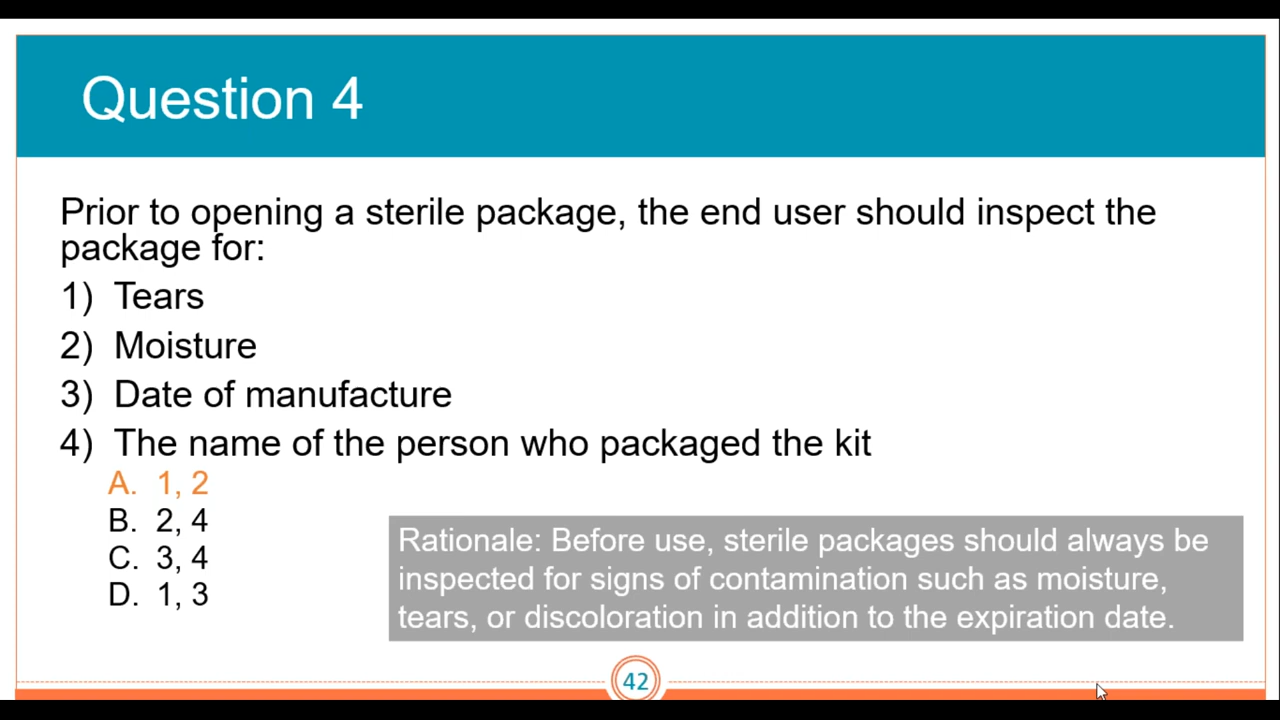 Question 4
Prior to opening a sterile package, the end user should inspect the
package for:
1) Tears
2) Moisture
3) Date of manufacture
4) The name of the person who packaged the kit
A. 1, 2
B. 2, 4
C. 3, 4
D. 1, 3
Rationale: Before use, sterile packages should always be
inspected for signs of contamination such as moisture,
tears, or discoloration in addition to the expiration date.
42